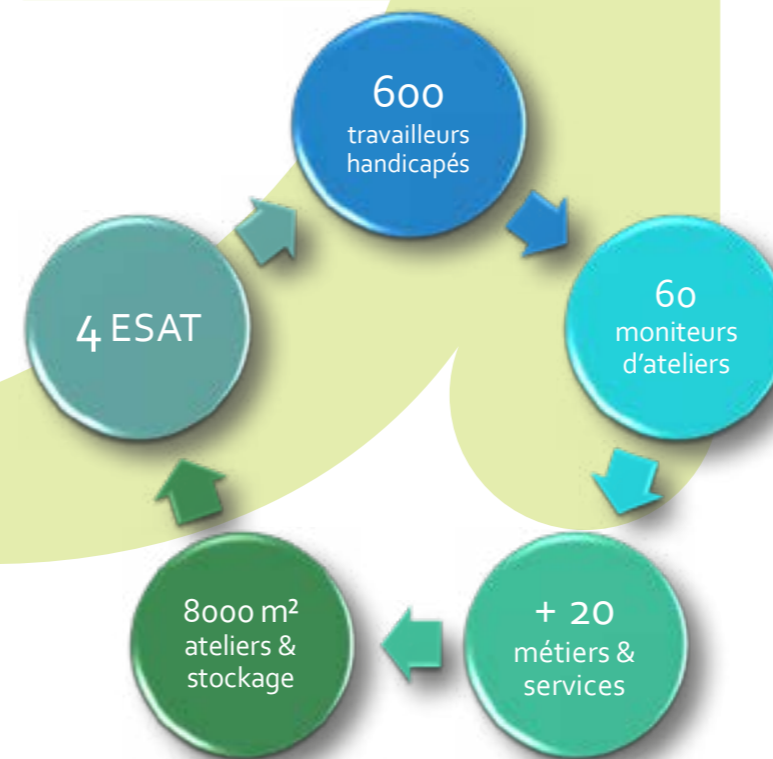 600
travailleurs
handicapés
60
moniteurs
d'ateliers
+ 20
métiers &
services
8000 m²
ateliers &
stockage
4 ESAT